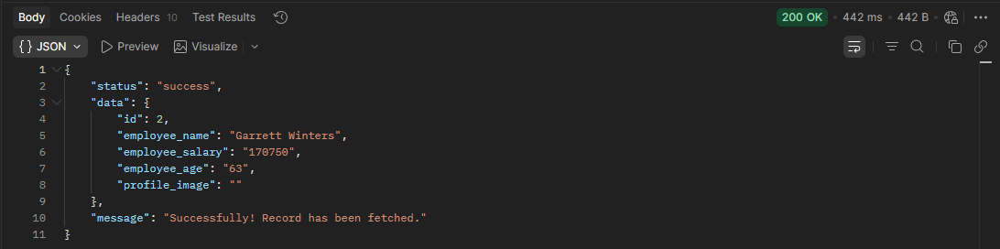 Body Cookies Headers 10 Test Results 200 OK • 442 ms • 442 B
{} JSON Preview Visualize
1 {
2 "status": "success",
3 "data": {
4 "id": 2,
5 "employee_name": "Garrett Winters",
6 "employee_salary": "170750",
7 "employee_age": "63",
8 "profile_image": ""
9 },
10 "message": "Successfully! Record has been fetched."
11 }